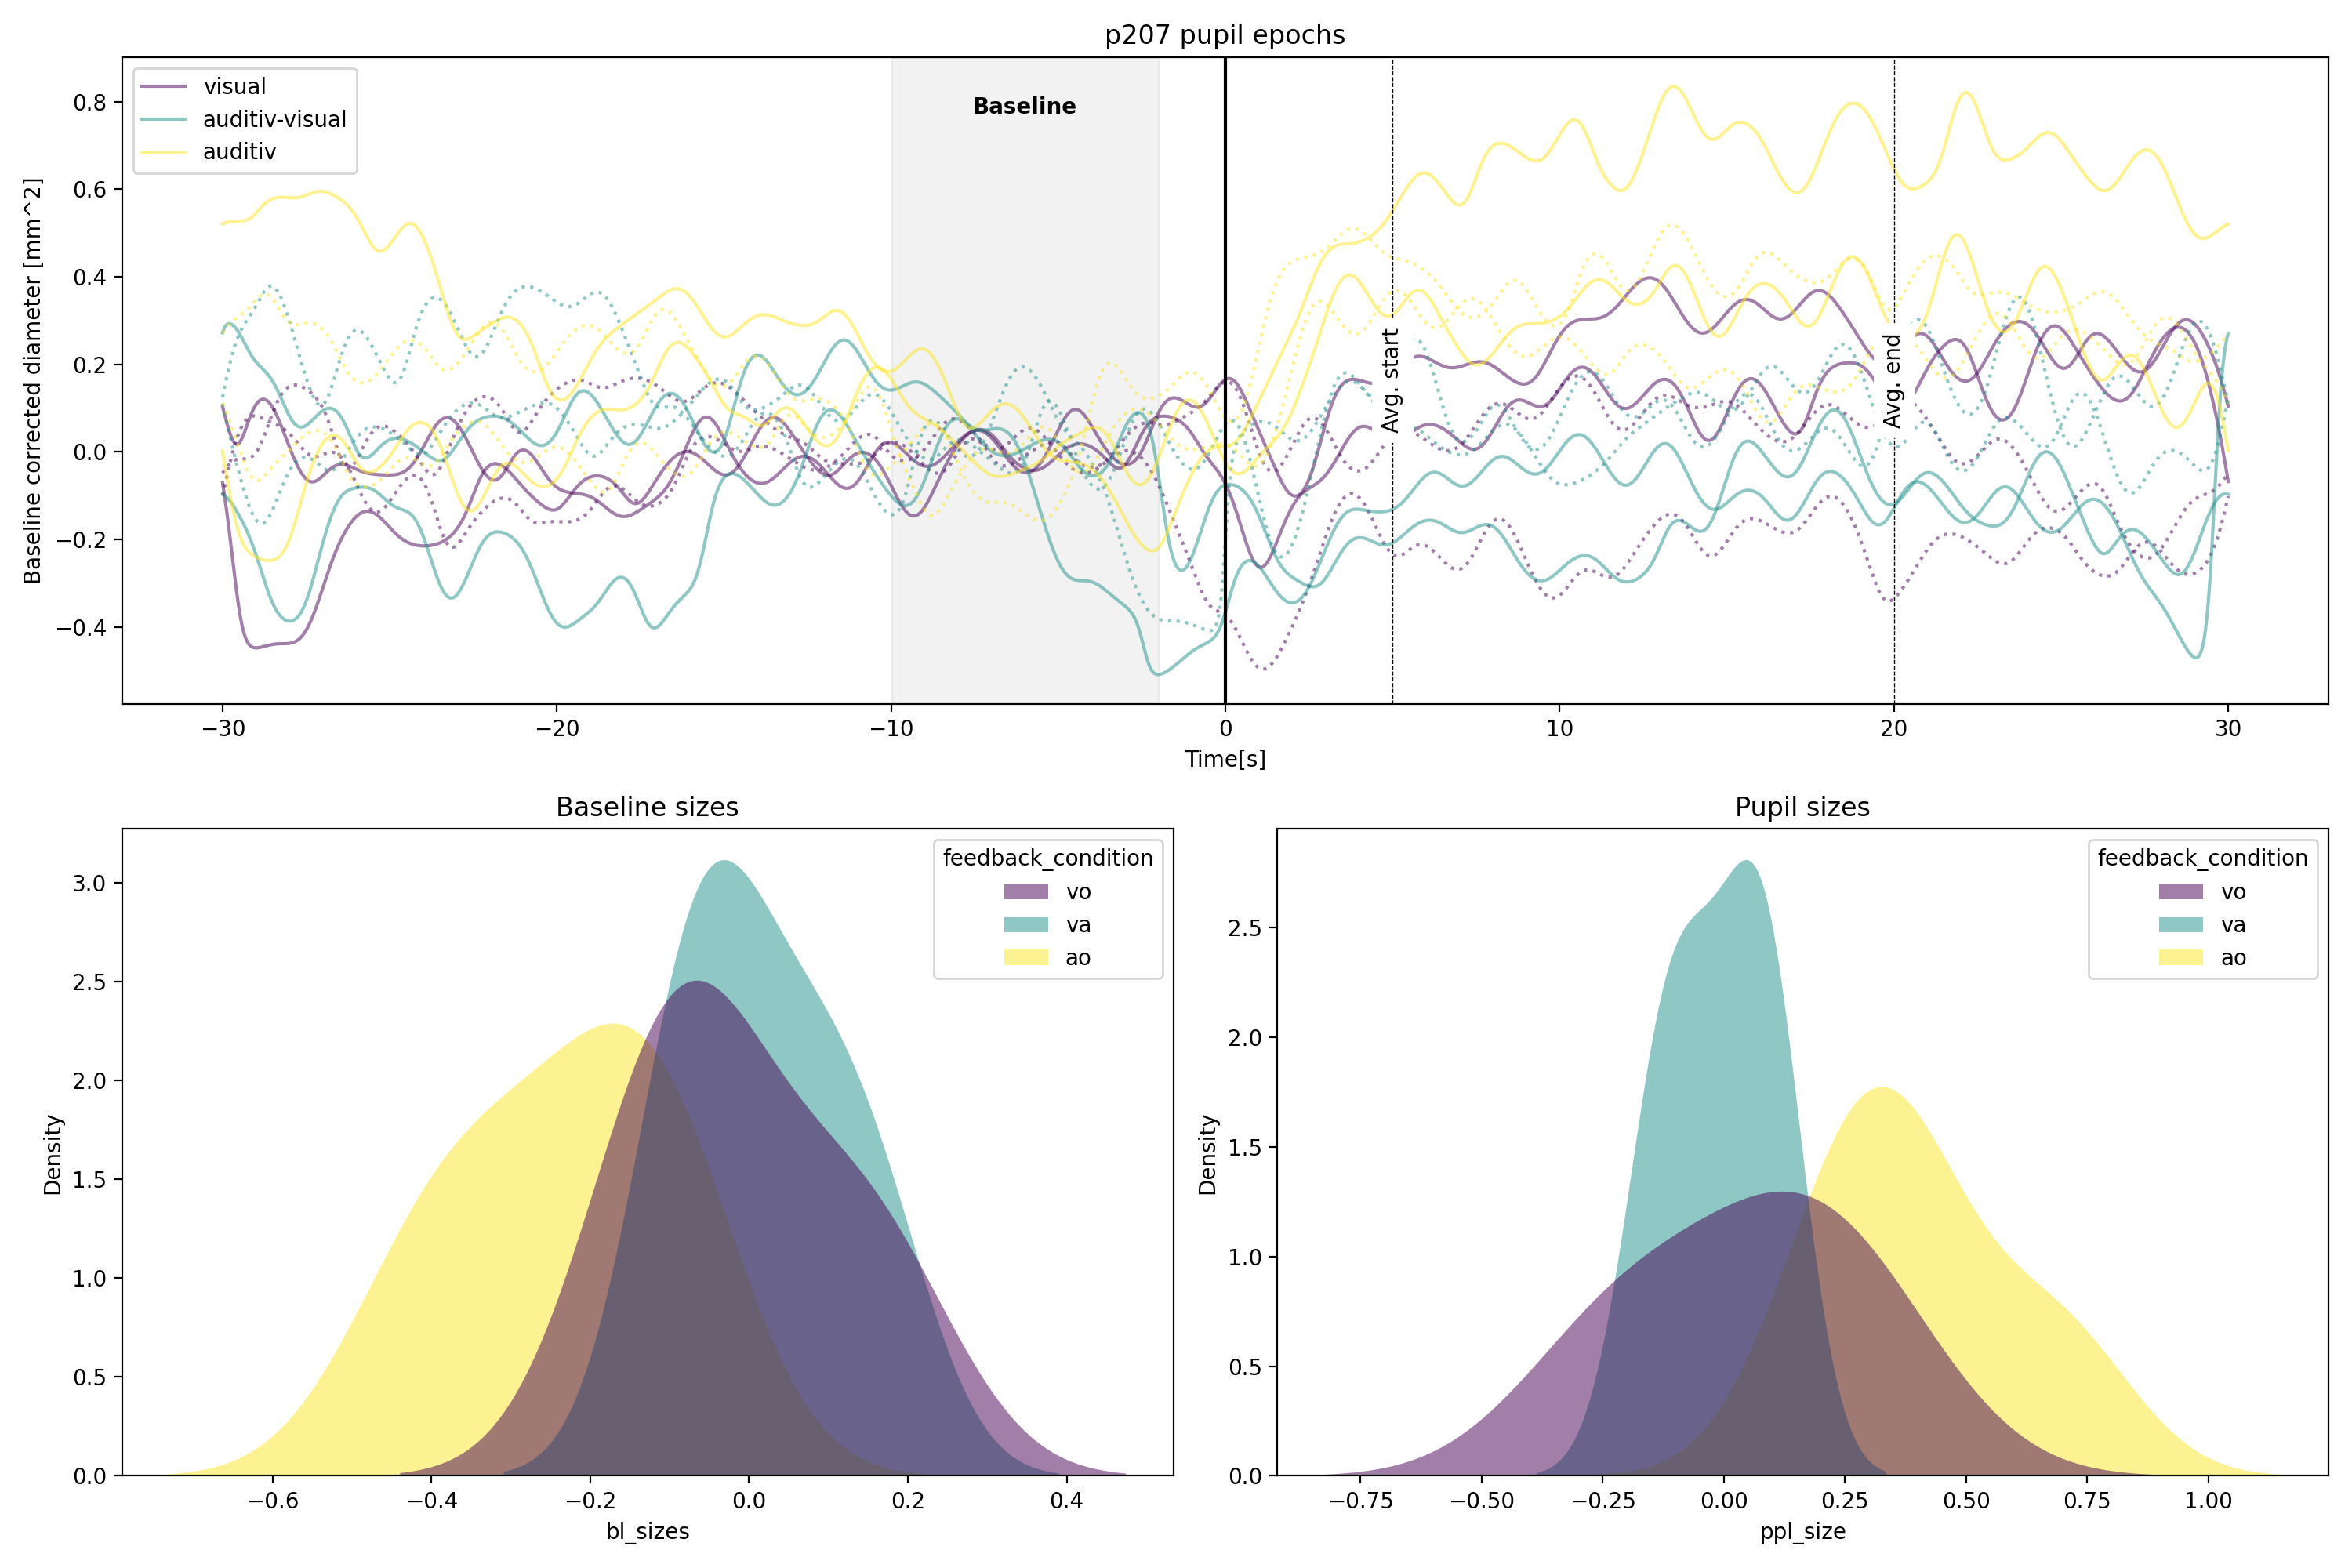 p207 pupil epochs
visual
auditiv-visual
auditiv
Baseline
Baseline corrected diameter [mm^2]
0.8
0.6
0.4
0.2
0.0
−0.2
−0.4
Avg. start
Avg. end
−30
−20
−10
0
10
20
30
Time[s]
Baseline sizes
feedback_condition
vo
va
ao
Density
3.0
2.5
2.0
1.5
1.0
0.5
0.0
−0.6
−0.4
−0.2
0.0
0.2
0.4
bl_sizes
Pupil sizes
feedback_condition
vo
va
ao
Density
2.5
2.0
1.5
1.0
0.5
0.0
−0.75
−0.50
−0.25
0.00
0.25
0.50
0.75
1.00
ppl_size